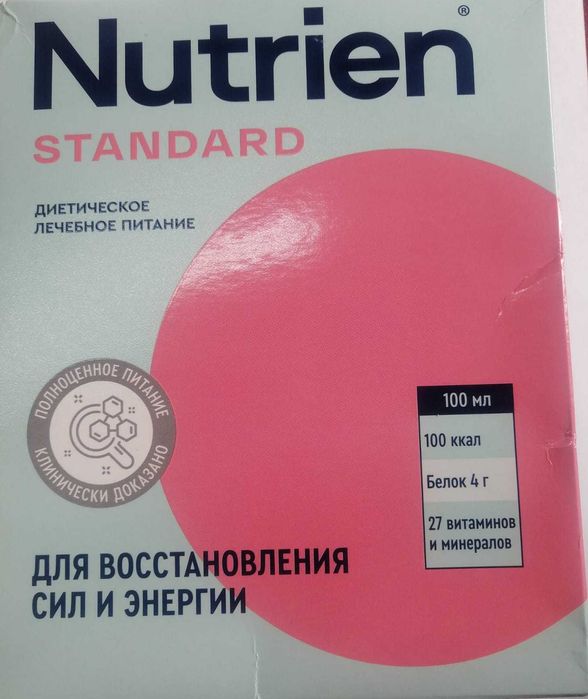 Nutrien®
STANDARD
ДИЕТИЧЕСКОЕ
ЛЕЧЕБНОЕ ПИТАНИЕ
ПОЛНОЦЕННОЕ ПИТАНИЕ
КЛИНИЧЕСКИ ДОКАЗАНО
100 мл
100 ккал
Белок 4 г
27 витаминов
и минералов
ДЛЯ ВОССТАНОВЛЕНИЯ
СИЛ И ЭНЕРГИИ